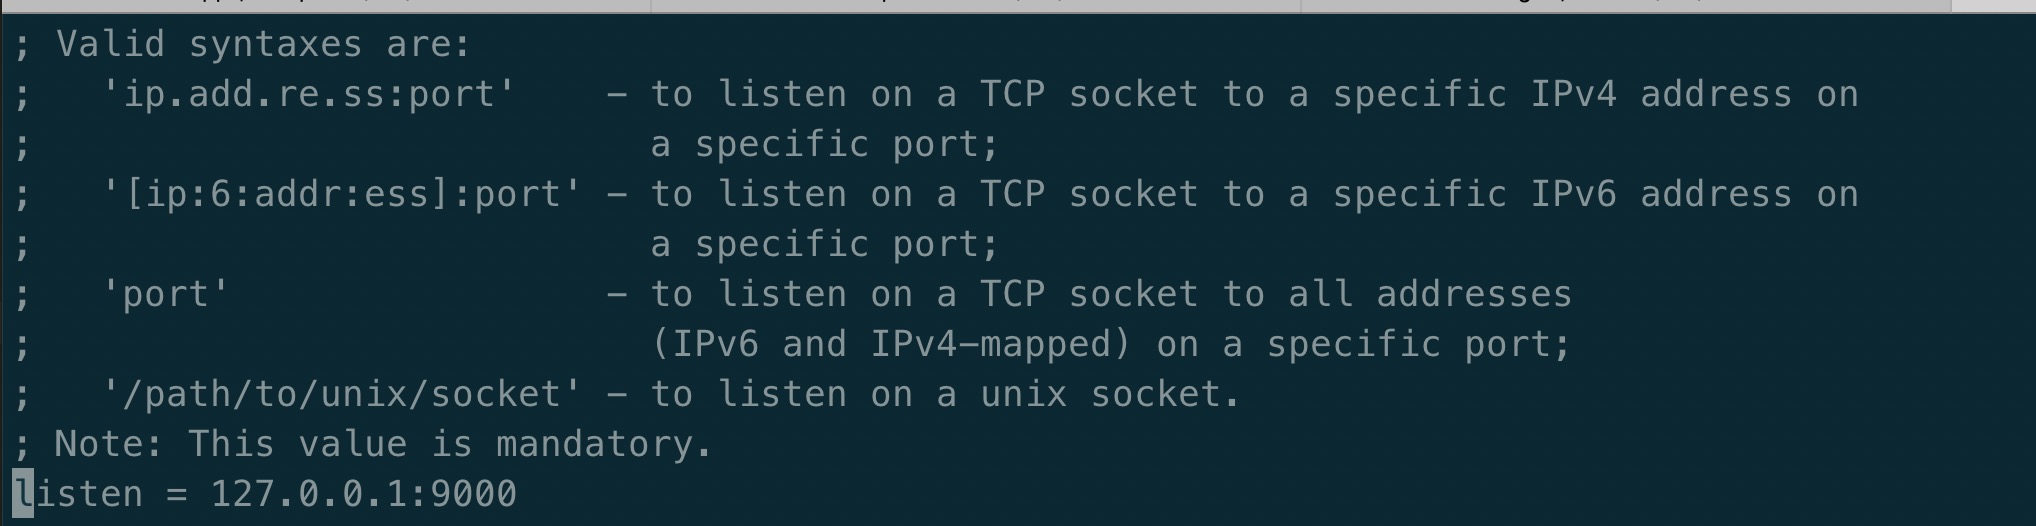 ; Valid syntaxes are:
;   'ip.add.re.ss:port'    - to listen on a TCP socket to a specific IPv4 address on
;                            a specific port;
;   '[ip:6:addr:ess]:port' - to listen on a TCP socket to a specific IPv6 address on
;                            a specific port;
;   'port'                 - to listen on a TCP socket to all addresses
;                            (IPv6 and IPv4-mapped) on a specific port;
;   '/path/to/unix/socket' - to listen on a unix socket.
; Note: This value is mandatory.
listen = 127.0.0.1:9000